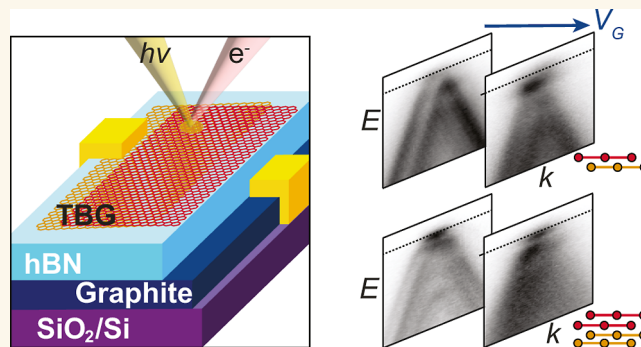 hν
e⁻
TBG
hBN
Graphite
SiO₂/Si
V_G
E
k
E
k